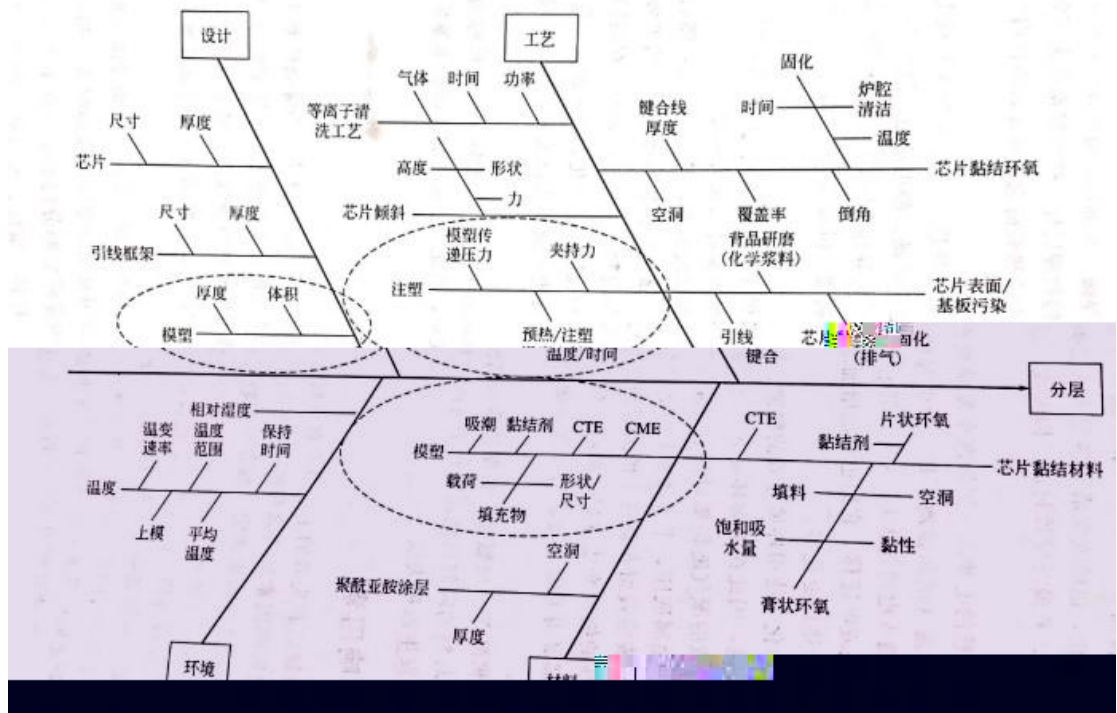 设计
工艺
尺寸
厚度
芯片
尺寸
厚度
引线框架
厚度
体积
模塑
气体
时间
功率
等离子清
洗工艺
高度
形状
力
芯片倾斜
模塑传
递压力
夹持力
注塑
预热/注塑
温度/时间
固化
时间
炉腔
清洁
温度
键合线
厚度
芯片黏结环氧
空洞
覆盖率
倒角
背品研磨
(化学浆料)
芯片表面/
基板污染
引线
键合
固化
(排气)
分层
相对湿度
温变
速率
温度
范围
保持
时间
温度
上模
平均
温度
环境
吸潮
黏结剂
CTE
CME
模塑
载荷
形状/
尺寸
填充物
空洞
聚酰亚胺涂层
厚度
CTE
黏结剂
片状环氧
芯片黏结材料
填料
空洞
饱和吸
水量
黏性
膏状环氧